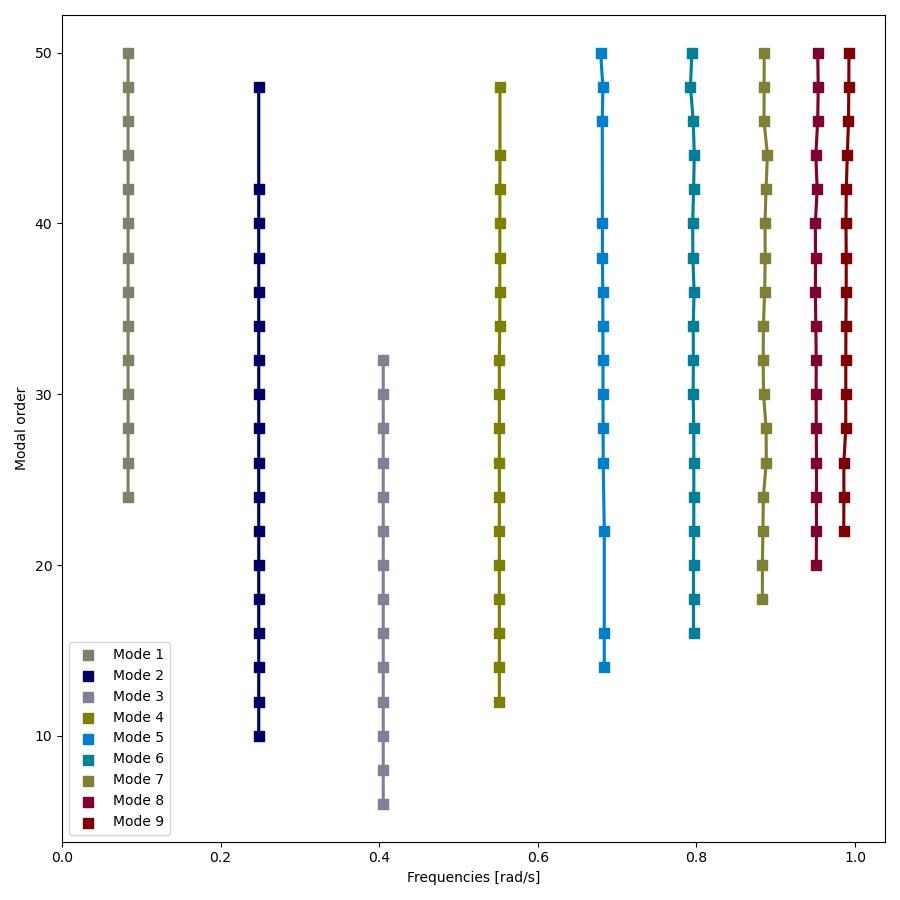 50
40
30
20
10
Modal order
Mode 1
Mode 2
Mode 3
Mode 4
Mode 5
Mode 6
Mode 7
Mode 8
Mode 9
0.0 0.2 0.4 0.6 0.8 1.0
Frequencies [rad/s]